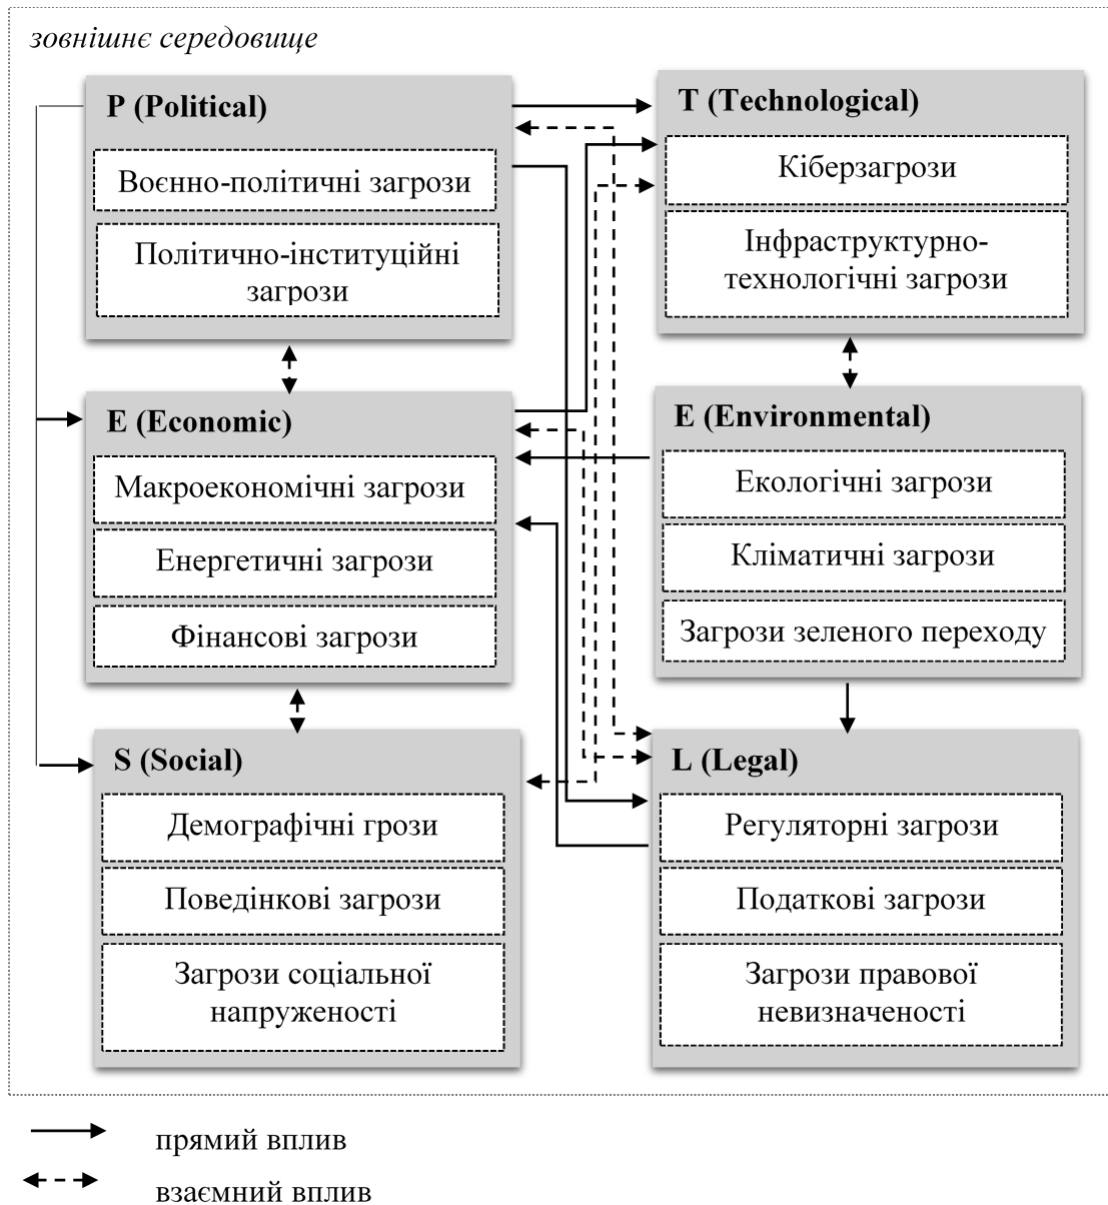 зовнішнє середовище
P (Political)
Воєнно-політичні загрози
Політично-інституційні
загрози
E (Economic)
Макроекономічні загрози
Енергетичні загрози
Фінансові загрози
S (Social)
Демографічні грози
Поведінкові загрози
Загрози соціальної
напруженості
T (Technological)
Кіберзагрози
Інфраструктурно-
технологічні загрози
E (Environmental)
Екологічні загрози
Кліматичні загрози
Загрози зеленого переходу
L (Legal)
Регуляторні загрози
Податкові загрози
Загрози правової
невизначеності
прямий вплив
взаємний вплив